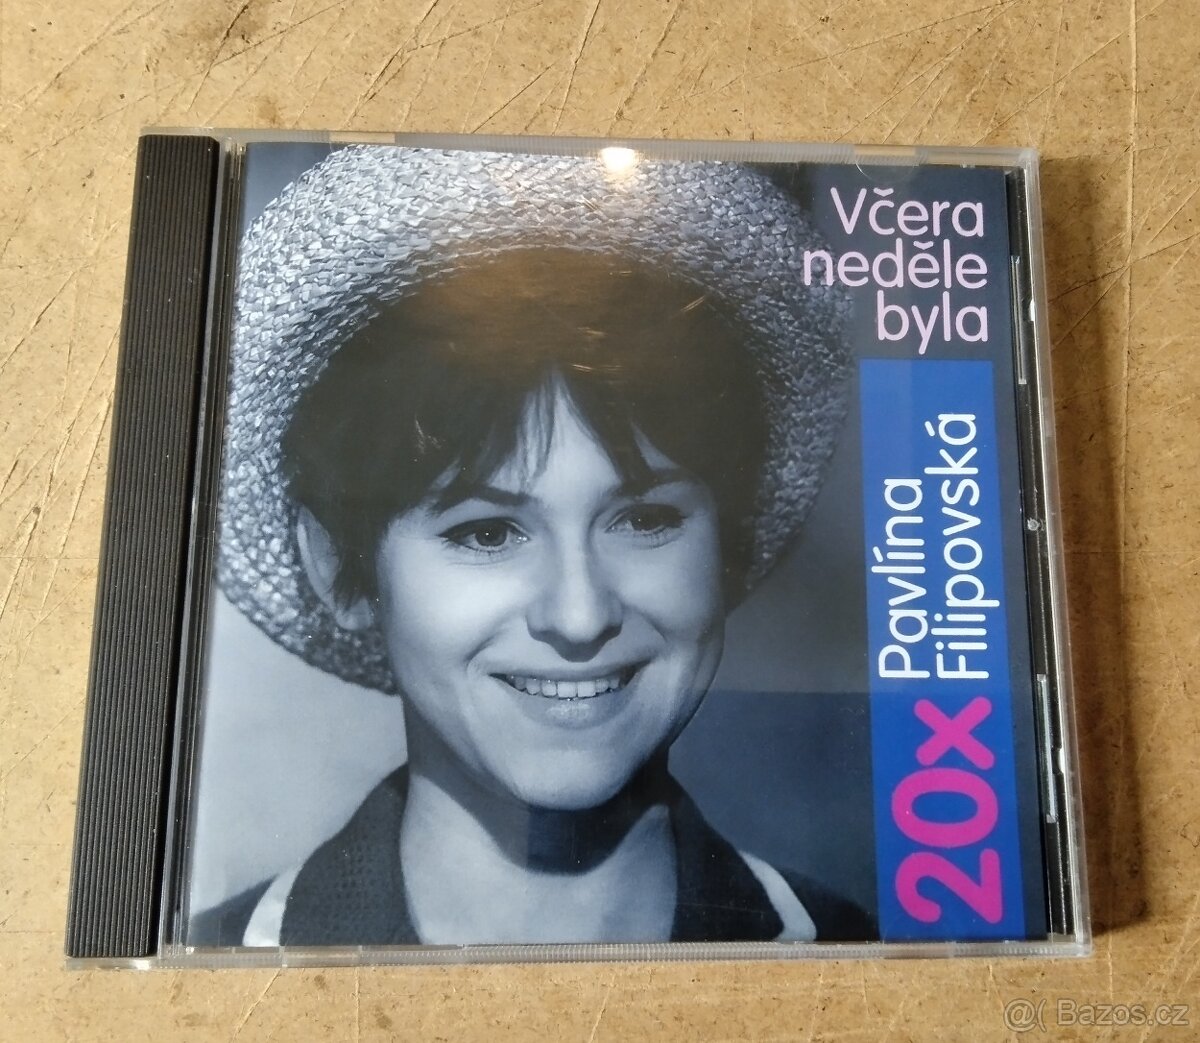 Včera
neděle
byla
20x Pavlína
Filipovská
@( Bazos.cz